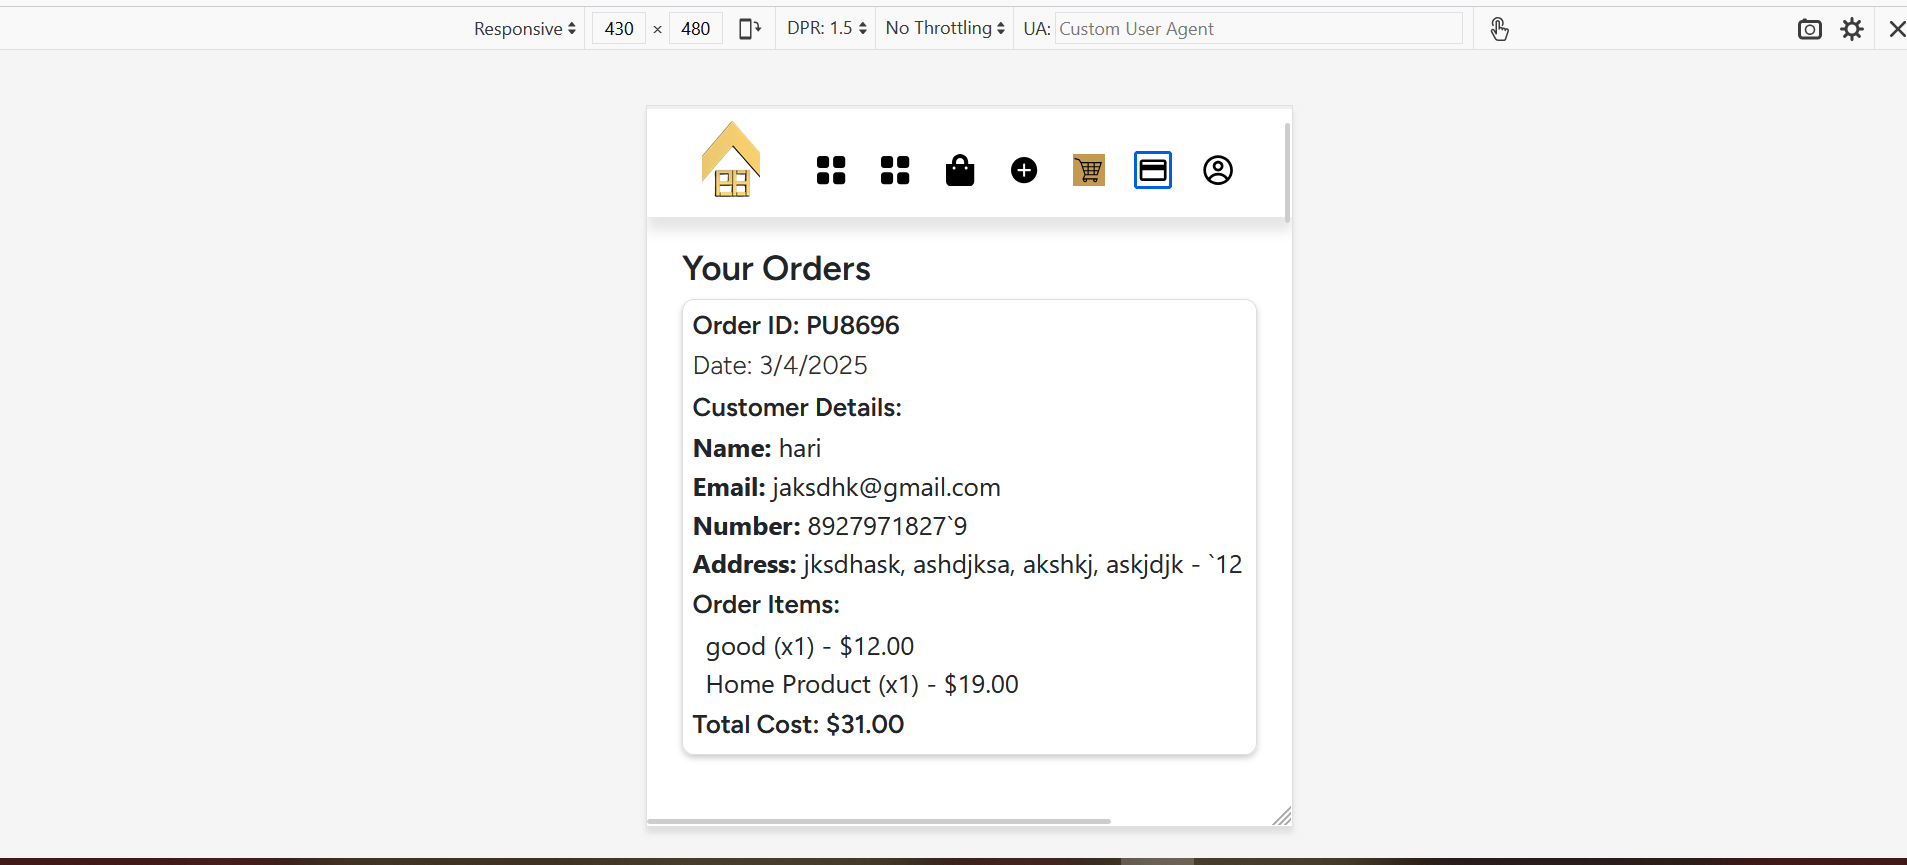 Responsive 430 × 480 DPR: 1.5 No Throttling UA: Custom User Agent
Your Orders
Order ID: PU8696
Date: 3/4/2025
Customer Details:
Name: hari
Email: jaksdhk@gmail.com
Number: 8927971827`9
Address: jksdhask, ashdjksa, akshkj, askjdjk - `12
Order Items:
good (x1) - $12.00
Home Product (x1) - $19.00
Total Cost: $31.00